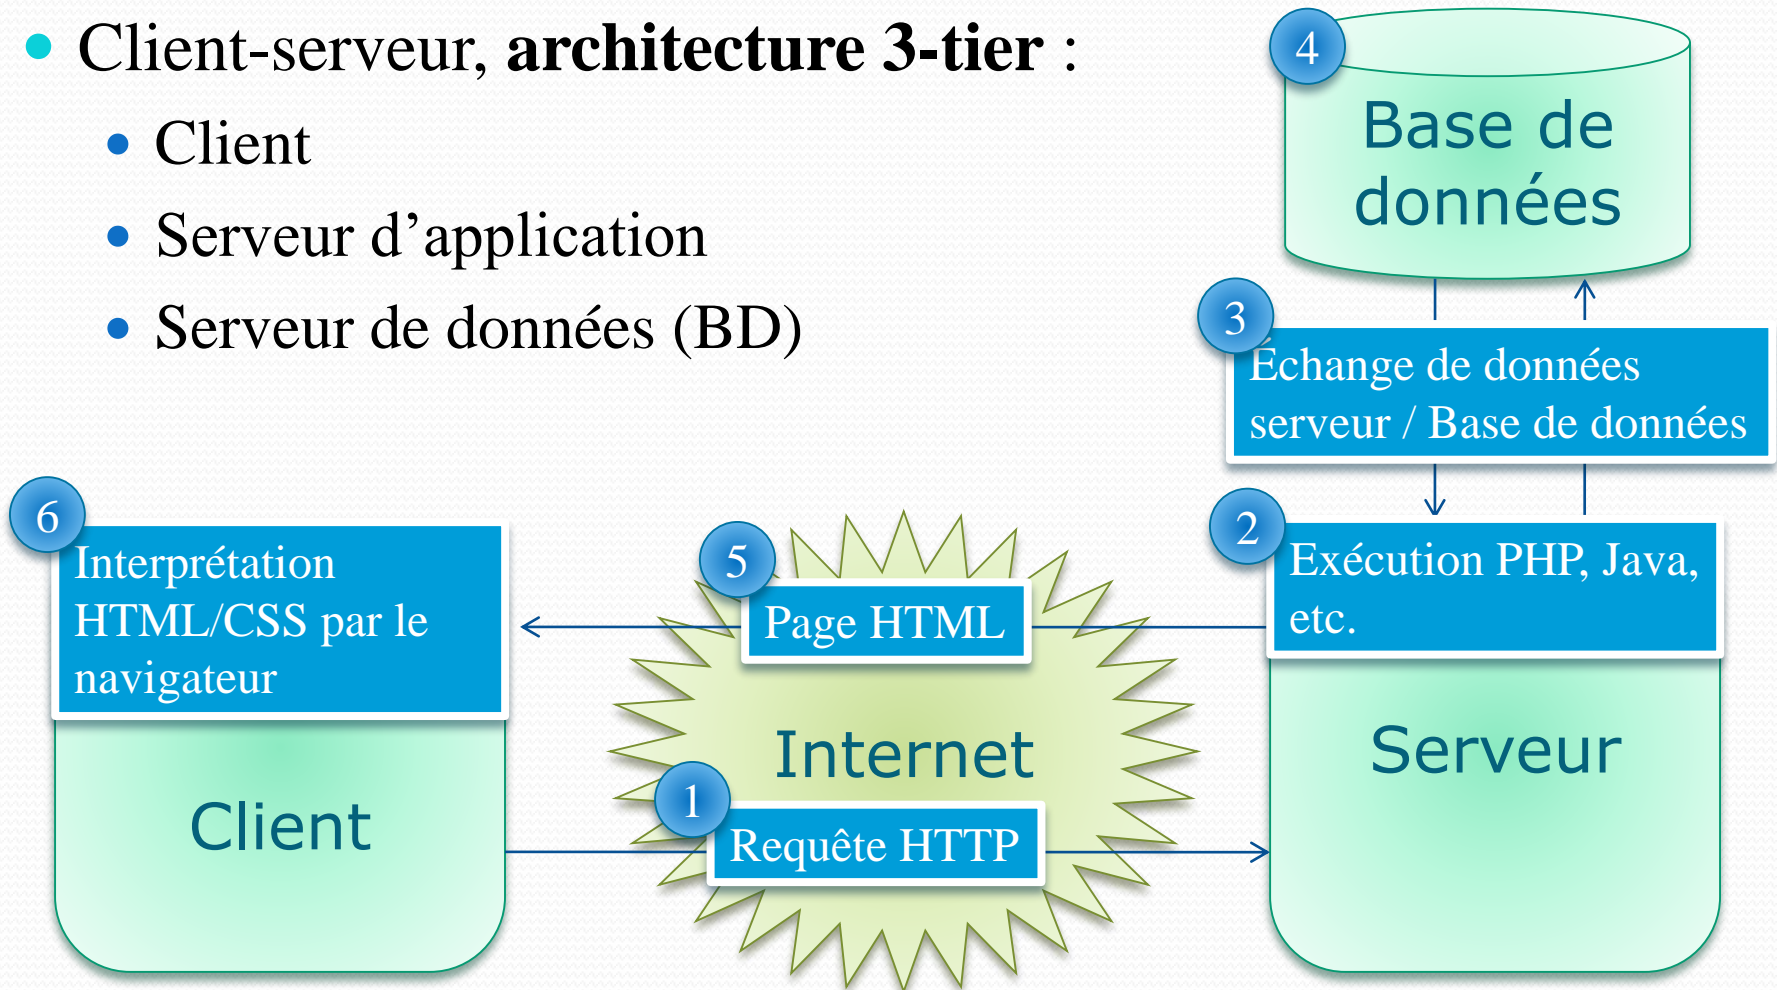 Client-serveur, architecture 3-tier :
Client
Serveur d’application
Serveur de données (BD)
4
Base de
données
3
Échange de données
serveur / Base de données
6
Interprétation
HTML/CSS par le
navigateur
Client
5
Page HTML
Internet
1
Requête HTTP
2
Exécution PHP, Java,
etc.
Serveur